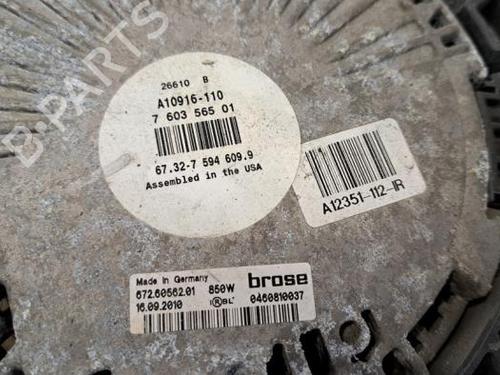 B-PARTS
26610 B
A10916-110
7 603 565 01
67.32-7 594 609.9
Assembled in the USA
A12351-112-IR
Made in Germany
672.60562.01 850W
16.09.2010
brose
0460810037